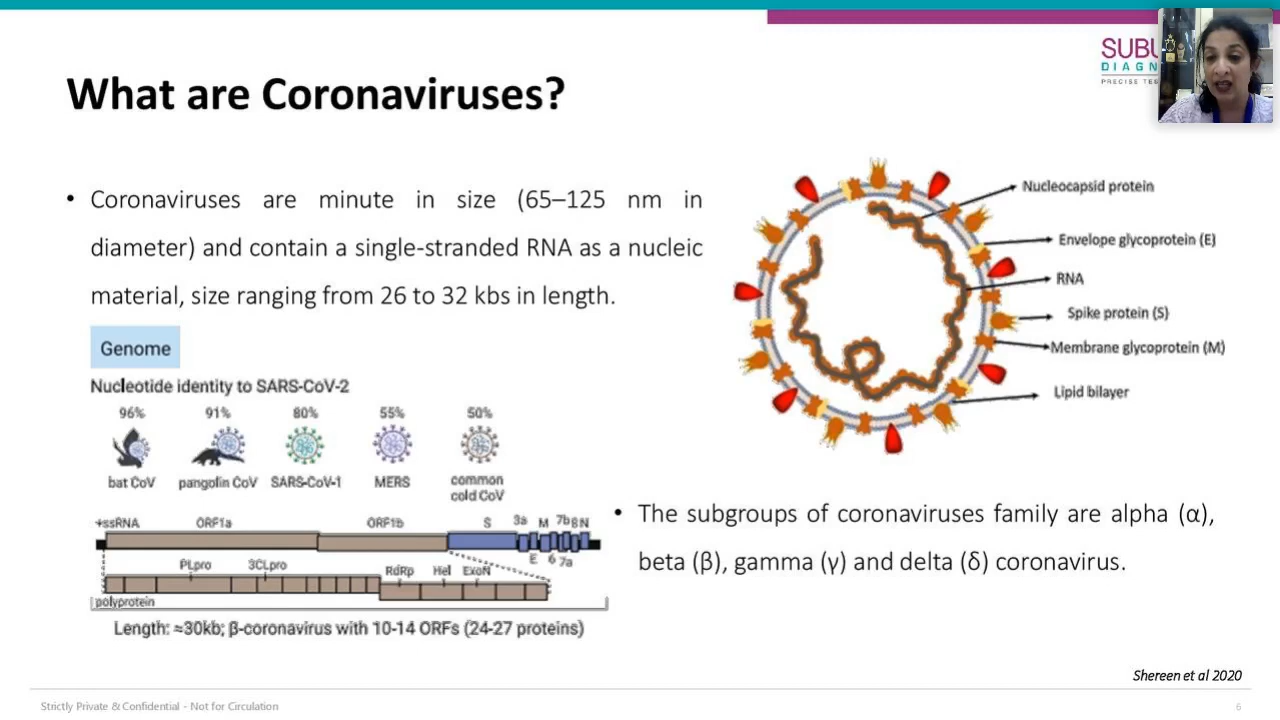 SUBU
DIAGN
PRECISE TES
What are Coronaviruses?
• Coronaviruses are minute in size (65–125 nm in
diameter) and contain a single-stranded RNA as a nucleic
material, size ranging from 26 to 32 kbs in length.
Genome
Nucleotide identity to SARS-CoV-2
96% 91% 80% 55% 50%
bat CoV pangolin CoV SARS-CoV-1 MERS common
cold CoV
+ssRNA ORF1a ORF1b S 3a M 7b 8 N
E 6 7a
PLpro 3CLpro RdRp Hel ExoN
polyprotein
Length: ≈30kb; β-coronavirus with 10-14 ORFs (24-27 proteins)
Nucleocapsid protein
Envelope glycoprotein (E)
RNA
Spike protein (S)
Membrane glycoprotein (M)
Lipid bilayer
• The subgroups of coronaviruses family are alpha (α),
beta (β), gamma (γ) and delta (δ) coronavirus.
Shereen et al 2020
Strictly Private & Confidential - Not for Circulation 6